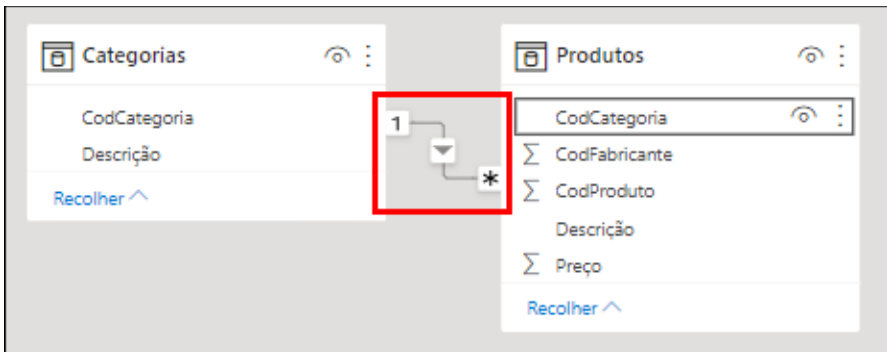 Categorias
CodCategoria
Descrição
Recolher
1
*
Produtos
CodCategoria
CodFabricante
CodProduto
Descrição
Preço
Recolher